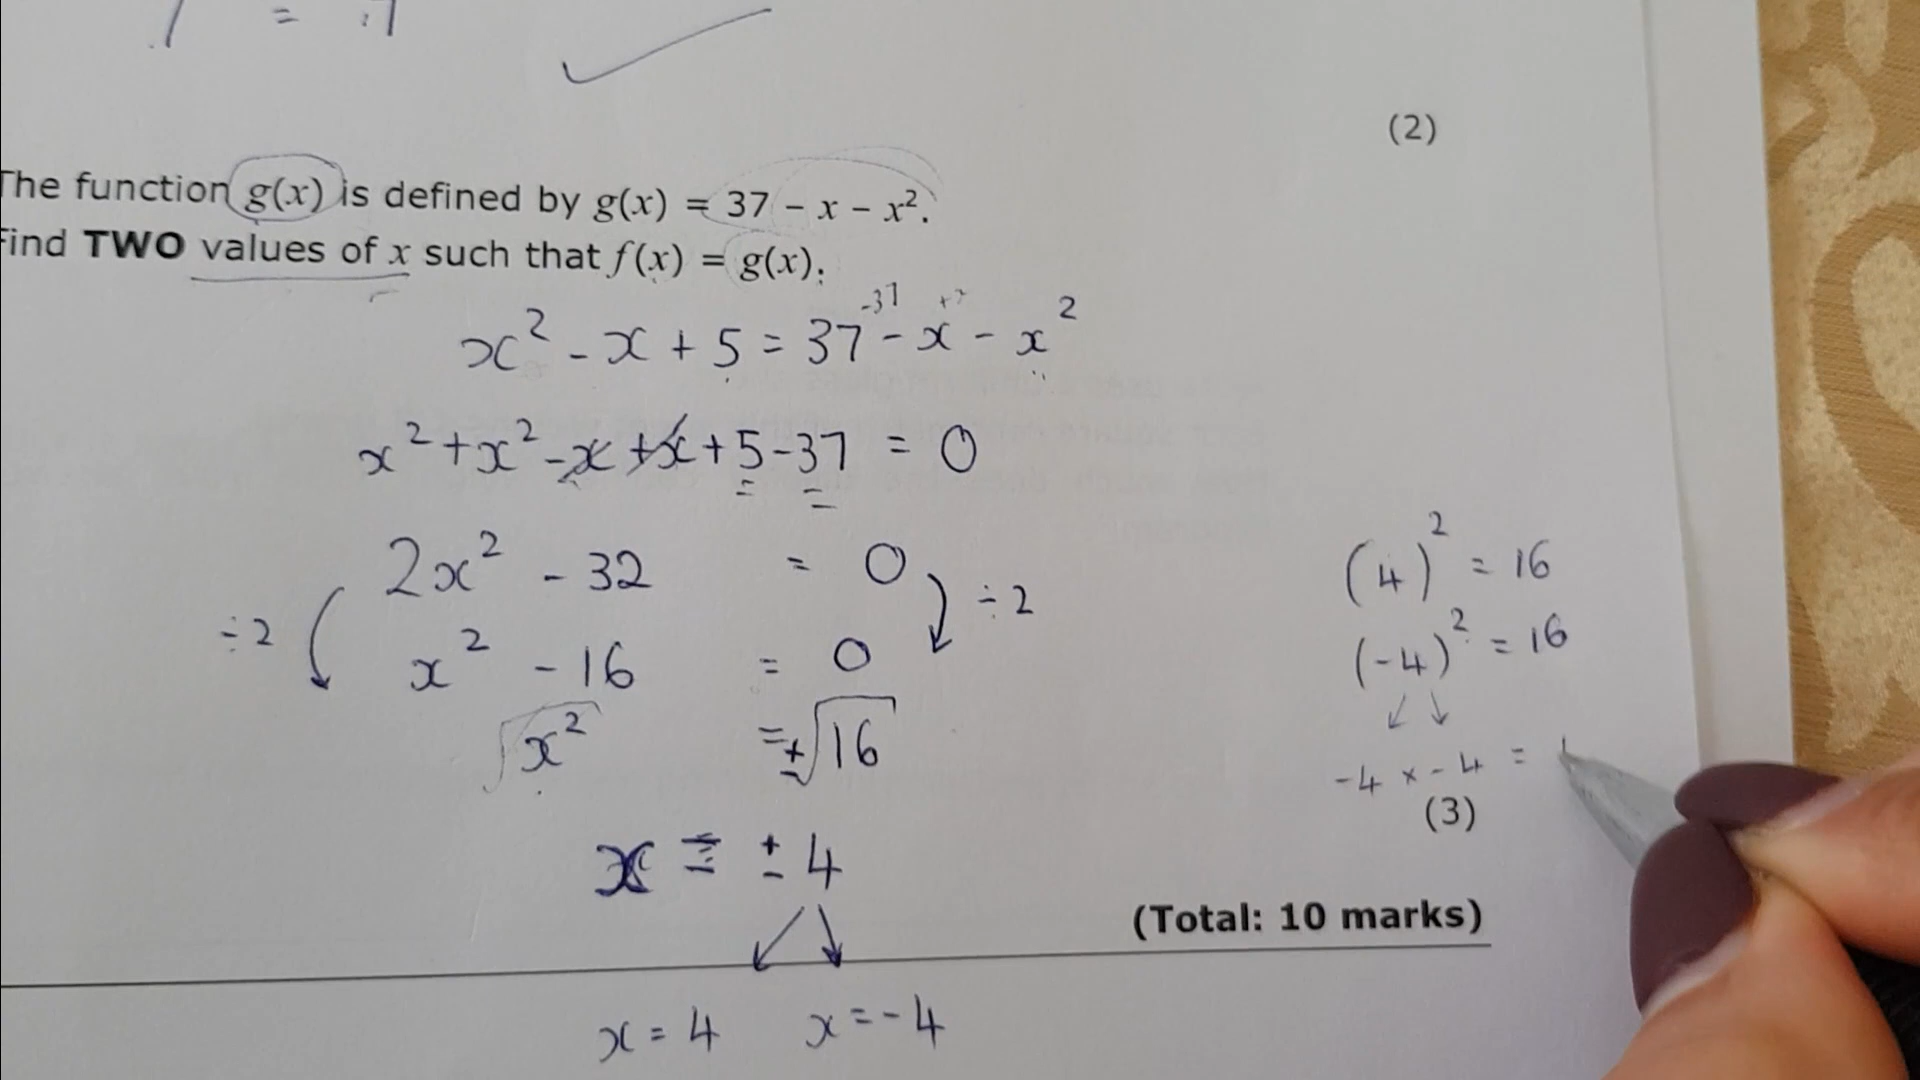 (2)
The function g(x) is defined by g(x) = 37 − x − x².
Find TWO values of x such that f(x) = g(x).
-37
x² - x + 5 = 37 - x - x²
x² + x² - x + x + 5 - 37 = 0
2x² - 32 = 0
÷2 ÷2
x² - 16 = 0
√x² = ±√16
x = ± 4
x = 4 x = -4
(4)² = 16
(-4)² = 16
-4 × -4 =
(3)
(Total: 10 marks)